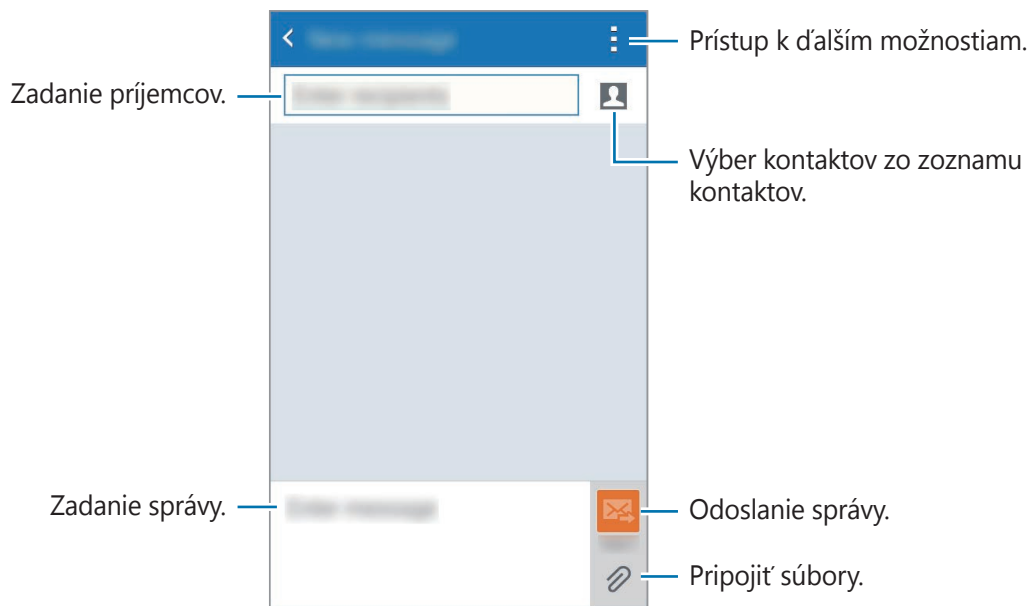 Prístup k ďalším možnostiam.
Zadanie príjemcov.
Výber kontaktov zo zoznamu
kontaktov.
Zadanie správy.
Odoslanie správy.
Pripojiť súbory.